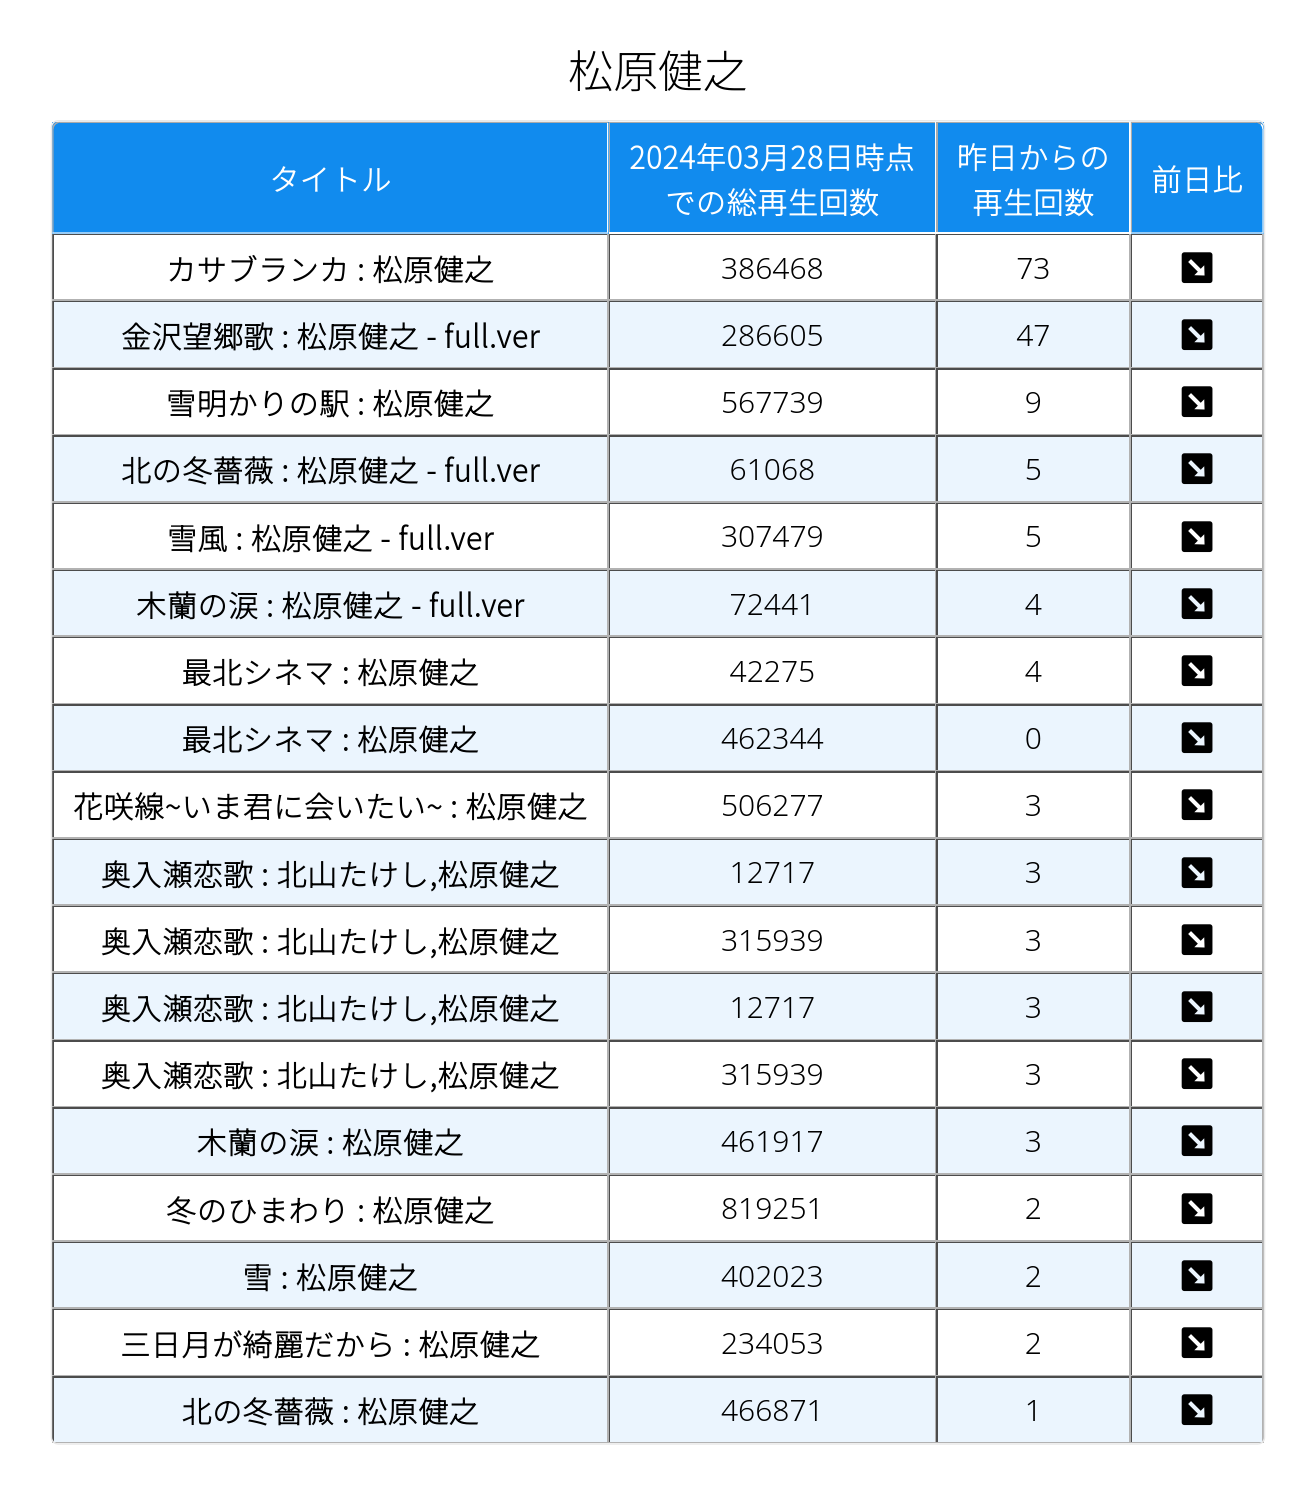 松原健之
タイトル 2024年03月28日時点 での総再生回数 昨日からの 再生回数 前日比
カサブランカ : 松原健之 386468 73 ↘
金沢望郷歌 : 松原健之 - full.ver 286605 47 ↘
雪明かりの駅 : 松原健之 567739 9 ↘
北の冬薔薇 : 松原健之 - full.ver 61068 5 ↘
雪風 : 松原健之 - full.ver 307479 5 ↘
木蘭の涙 : 松原健之 - full.ver 72441 4 ↘
最北シネマ : 松原健之 42275 4 ↘
最北シネマ : 松原健之 462344 0 ↘
花咲線~いま君に会いたい~ : 松原健之 506277 3 ↘
奥入瀬恋歌 : 北山たけし,松原健之 12717 3 ↘
奥入瀬恋歌 : 北山たけし,松原健之 315939 3 ↘
奥入瀬恋歌 : 北山たけし,松原健之 12717 3 ↘
奥入瀬恋歌 : 北山たけし,松原健之 315939 3 ↘
木蘭の涙 : 松原健之 461917 3 ↘
冬のひまわり : 松原健之 819251 2 ↘
雪 : 松原健之 402023 2 ↘
三日月が綺麗だから : 松原健之 234053 2 ↘
北の冬薔薇 : 松原健之 466871 1 ↘